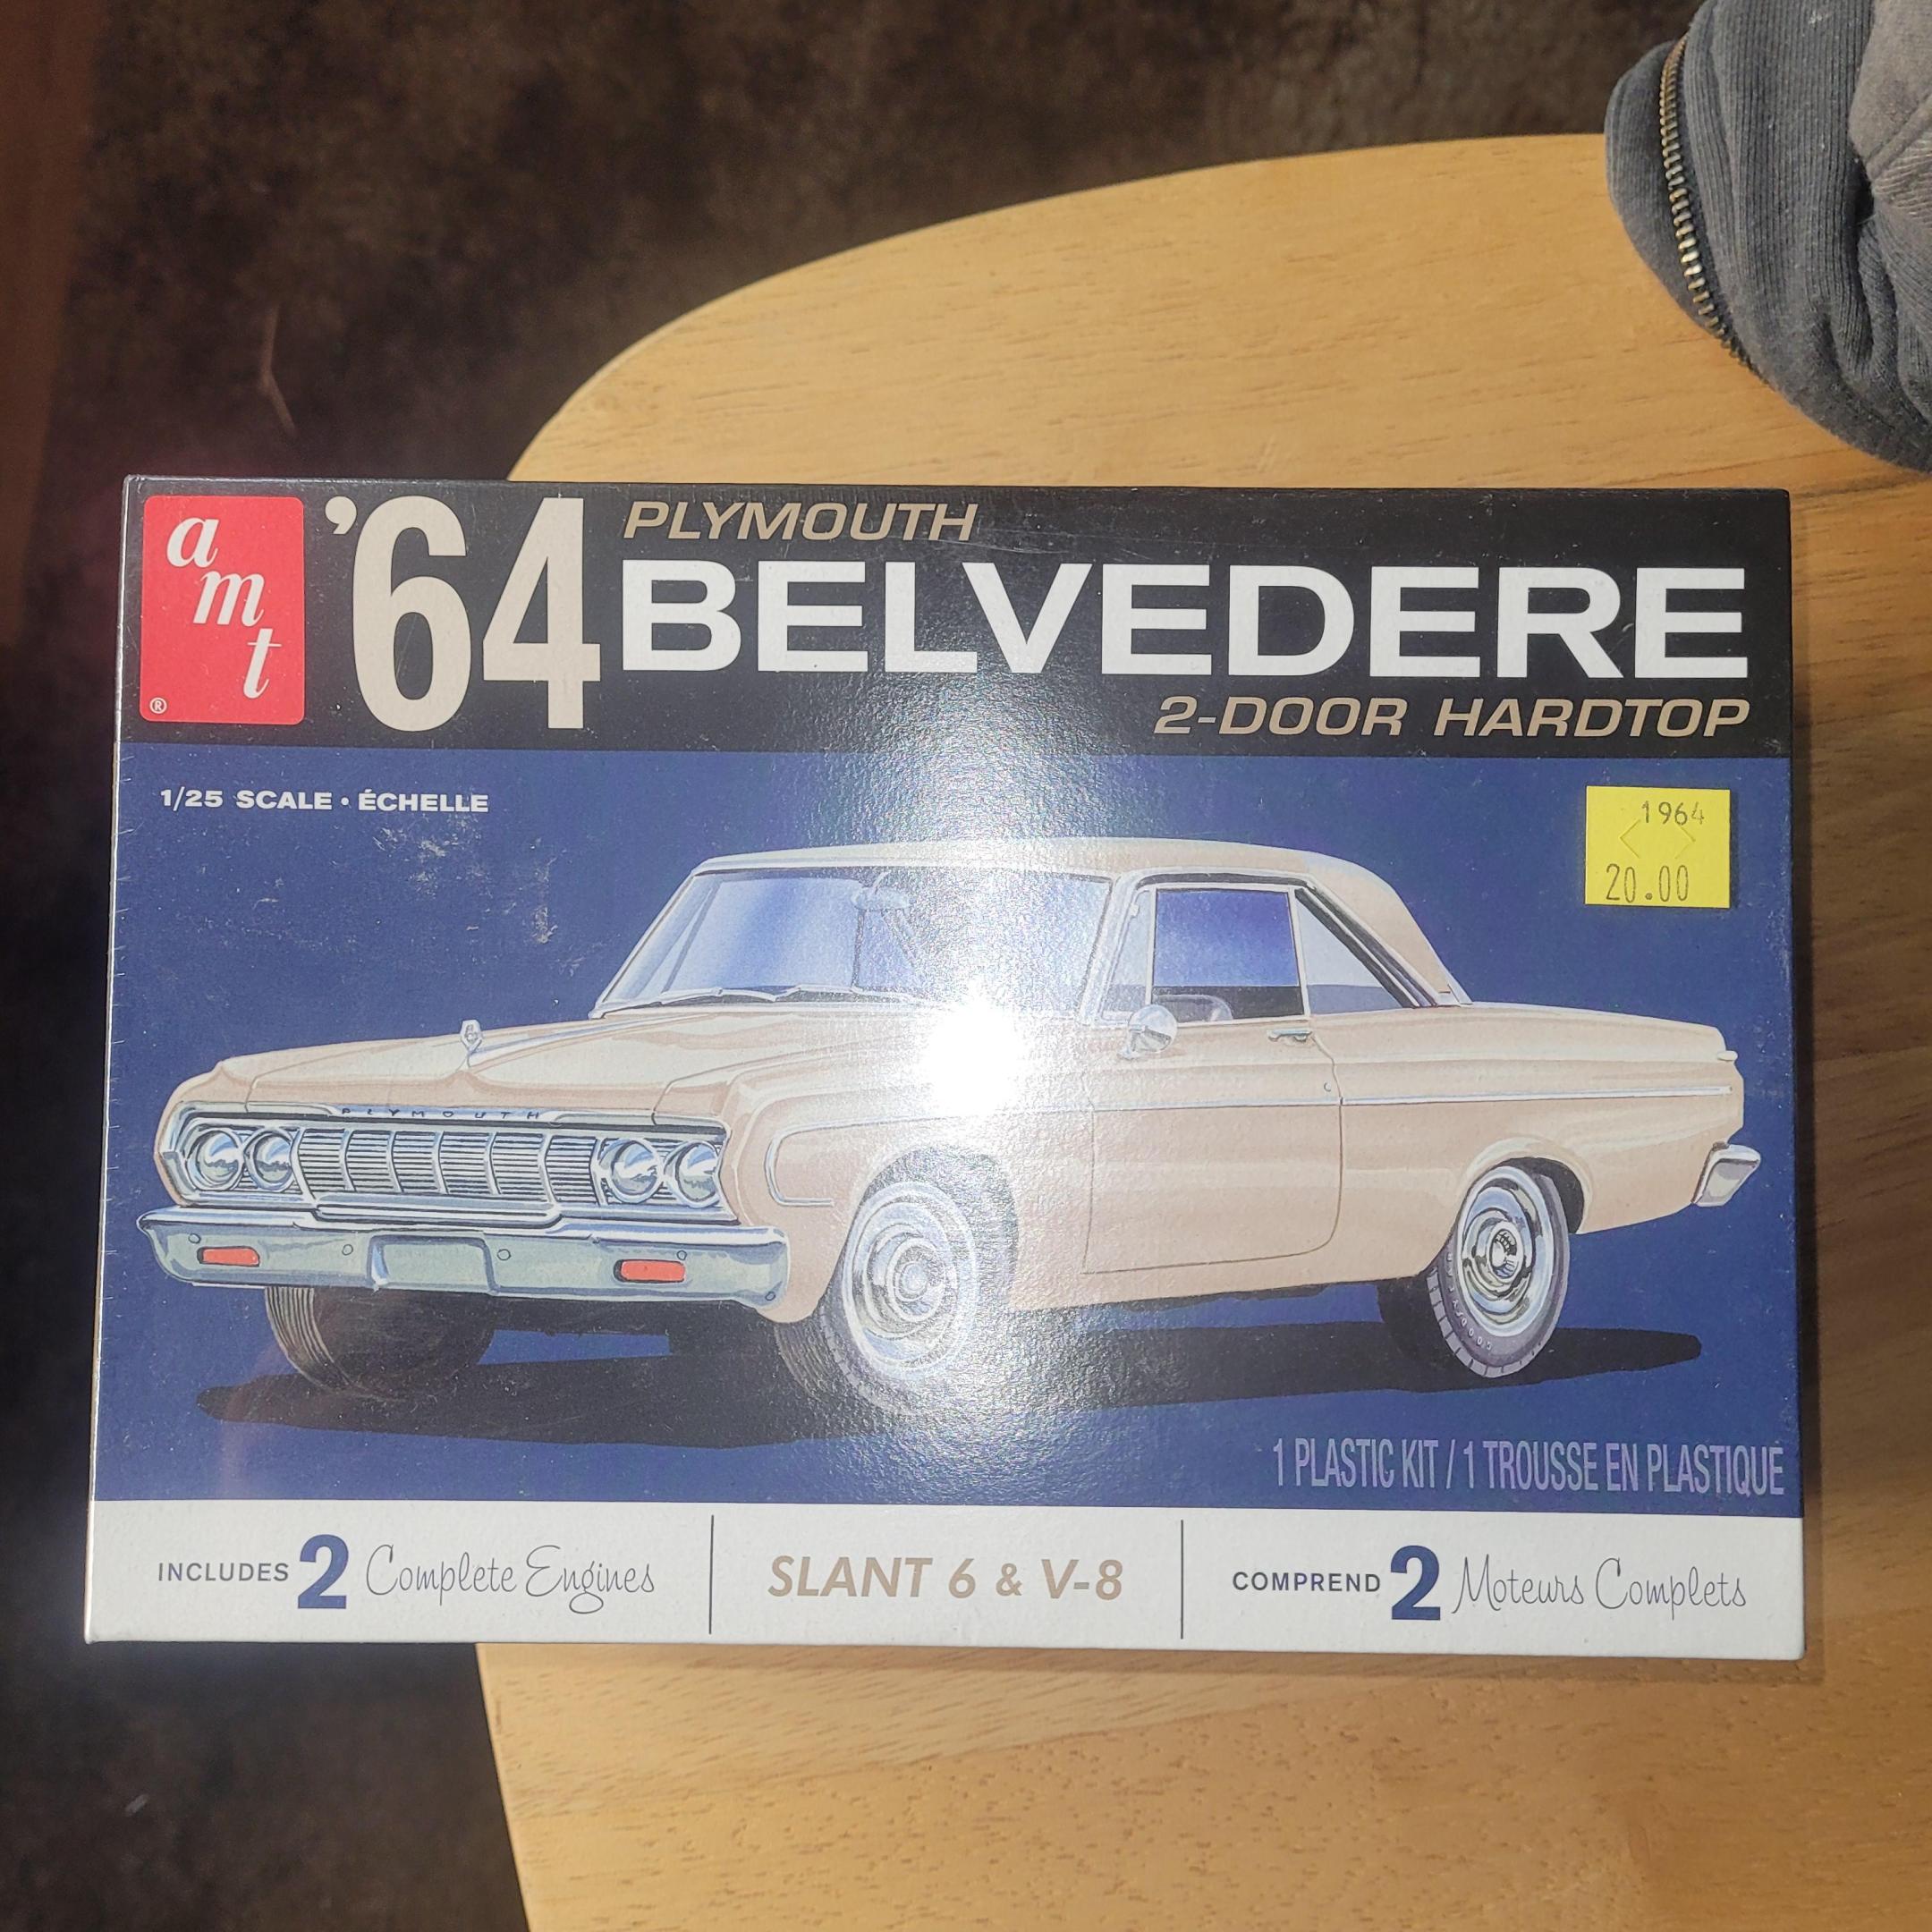 amt
®
'64 PLYMOUTH
BELVEDERE
2-DOOR HARDTOP
1/25 SCALE • ÉCHELLE
1964
20.00
PLYMOUTH
GOODYEAR
1 PLASTIC KIT / 1 TROUSSE EN PLASTIQUE
INCLUDES 2 Complete Engines
SLANT 6 & V-8
COMPREND 2 Moteurs Complets